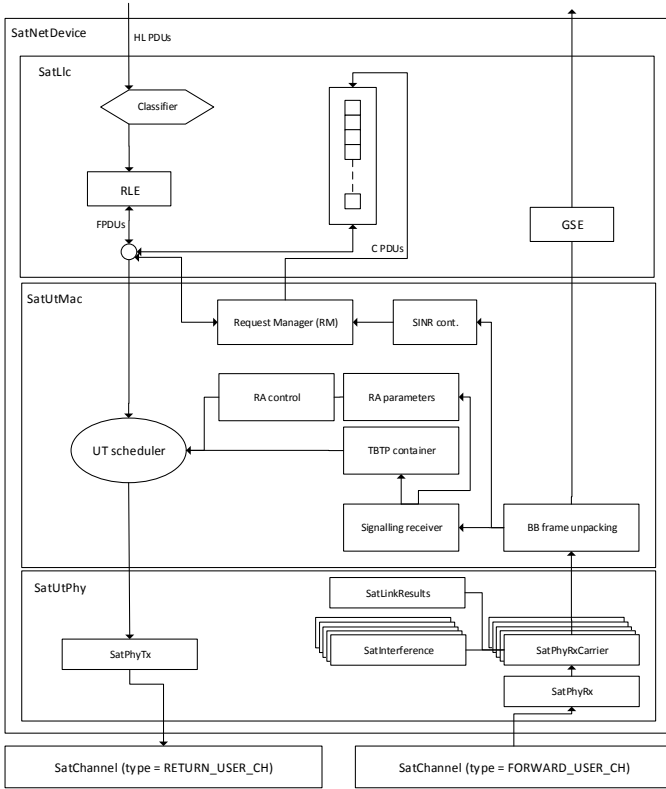 SatNetDevice
HL PDUs
SatLlc
Classifier
RLE
FPDUs
C PDUs
GSE
SatUtMac
Request Manager (RM)
SINR cont.
RA control
RA parameters
UT scheduler
TBTP container
Signalling receiver
BB frame unpacking
SatUtPhy
SatLinkResults
SatPhyTx
SatInterference
SatPhyRxCarrier
SatPhyRx
SatChannel (type = RETURN_USER_CH)
SatChannel (type = FORWARD_USER_CH)